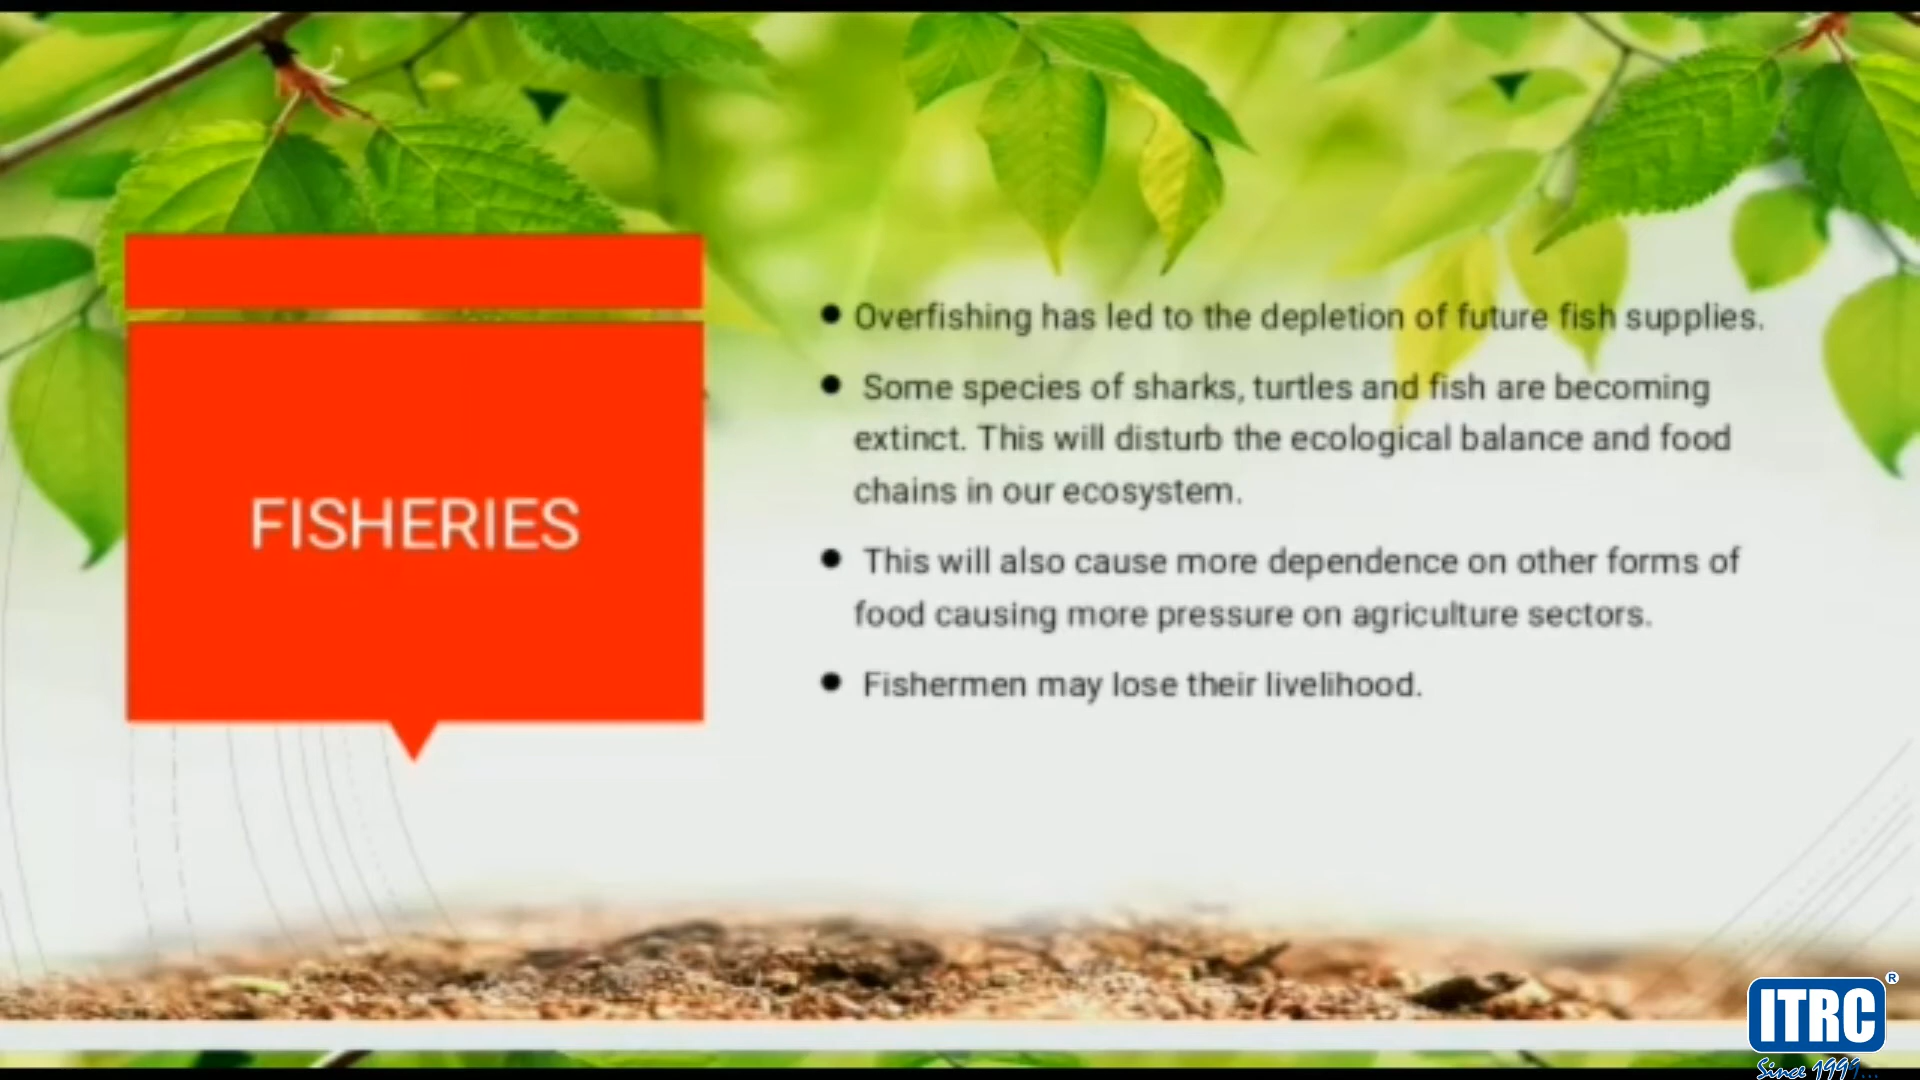 FISHERIES
● Overfishing has led to the depletion of future fish supplies.
● Some species of sharks, turtles and fish are becoming
extinct. This will disturb the ecological balance and food
chains in our ecosystem.
● This will also cause more dependence on other forms of
food causing more pressure on agriculture sectors.
● Fishermen may lose their livelihood.
ITRC®
Since 1999...